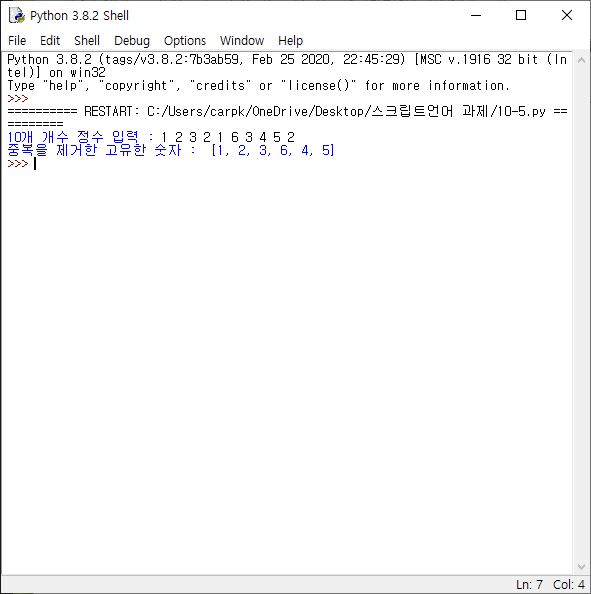 Python 3.8.2 Shell
File Edit Shell Debug Options Window Help
Python 3.8.2 (tags/v3.8.2:7b3ab59, Feb 25 2020, 22:45:29) [MSC v.1916 32 bit (In
tel)] on win32
Type "help", "copyright", "credits" or "license()" for more information.
>>>
========== RESTART: C:/Users/carpk/OneDrive/Desktop/스크립트언어 과제/10-5.py ==
========
10개 개수 정수 입력 : 1 2 3 2 1 6 3 4 5 2
중복을 제거한 고유한 숫자 :  [1, 2, 3, 6, 4, 5]
>>>
Ln: 7 Col: 4